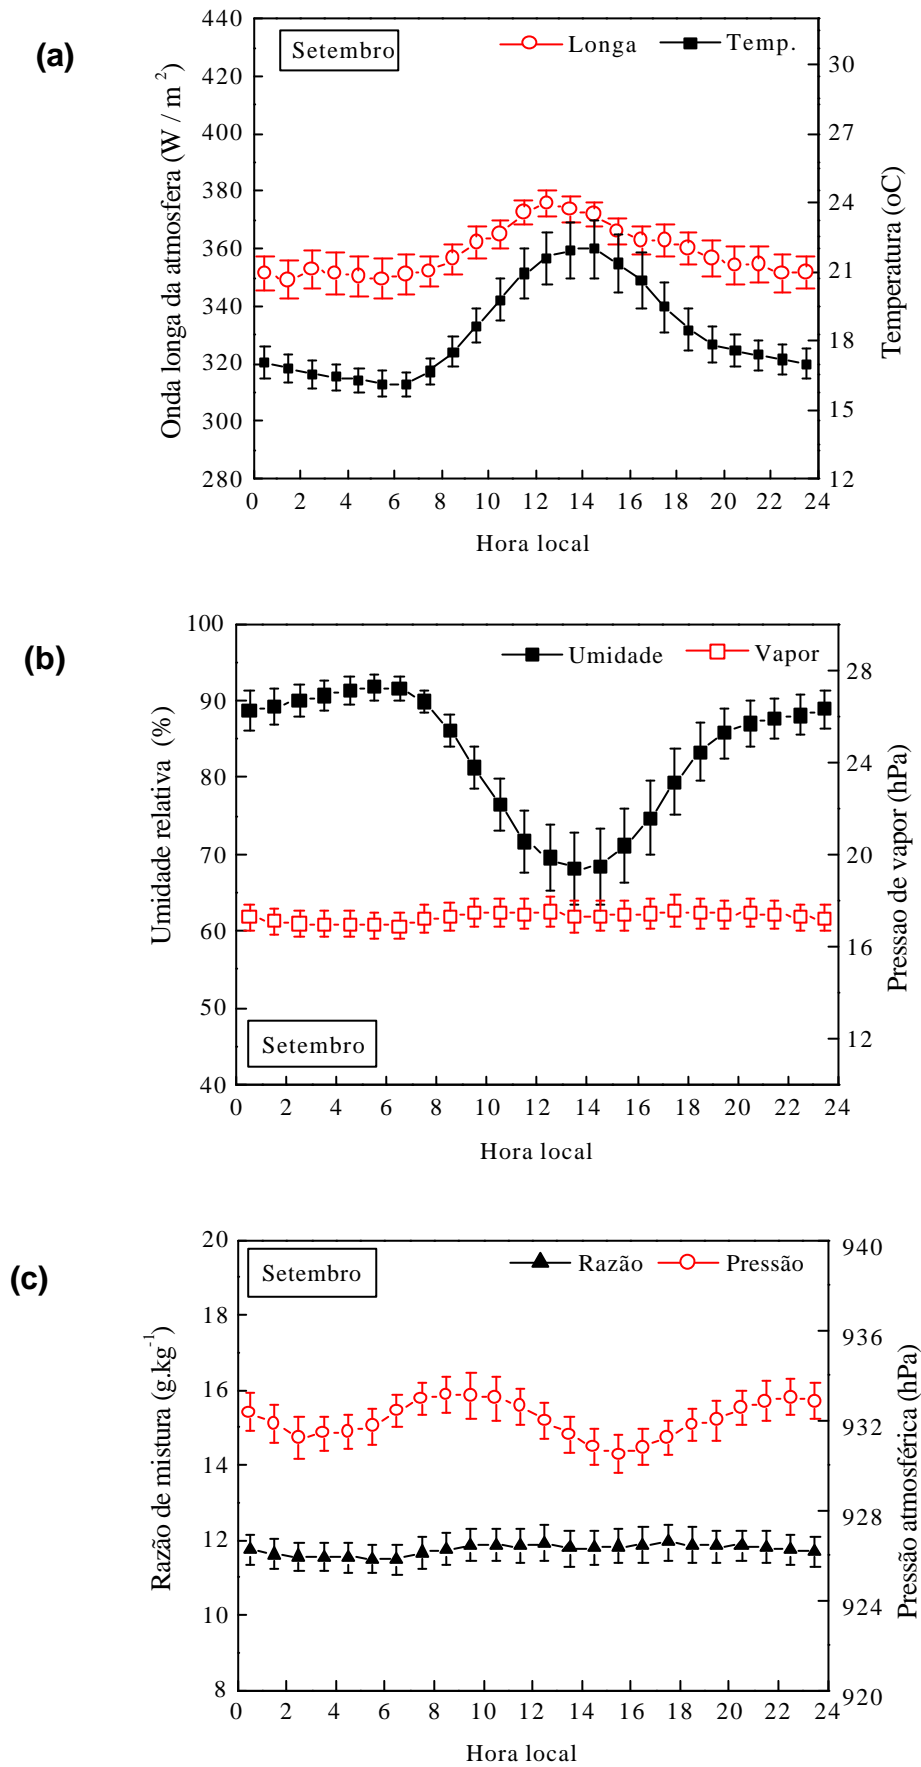 (a)
Setembro
Longa
Temp.
Onda longa da atmosfera (W / m²)
440
420
400
380
360
340
320
300
280
30
27
24
21
18
15
12
Temperatura (oC)
0 2 4 6 8 10 12 14 16 18 20 22 24
Hora local
(b)
Umidade
Vapor
Umidade relativa (%)
100
90
80
70
60
50
40
28
24
20
16
12
Pressao de vapor (hPa)
Setembro
0 2 4 6 8 10 12 14 16 18 20 22 24
Hora local
(c)
Setembro
Razão
Pressão
Razão de mistura (g.kg⁻¹)
20
18
16
14
12
10
8
940
936
932
928
924
920
Pressão atmosférica (hPa)
0 2 4 6 8 10 12 14 16 18 20 22 24
Hora local